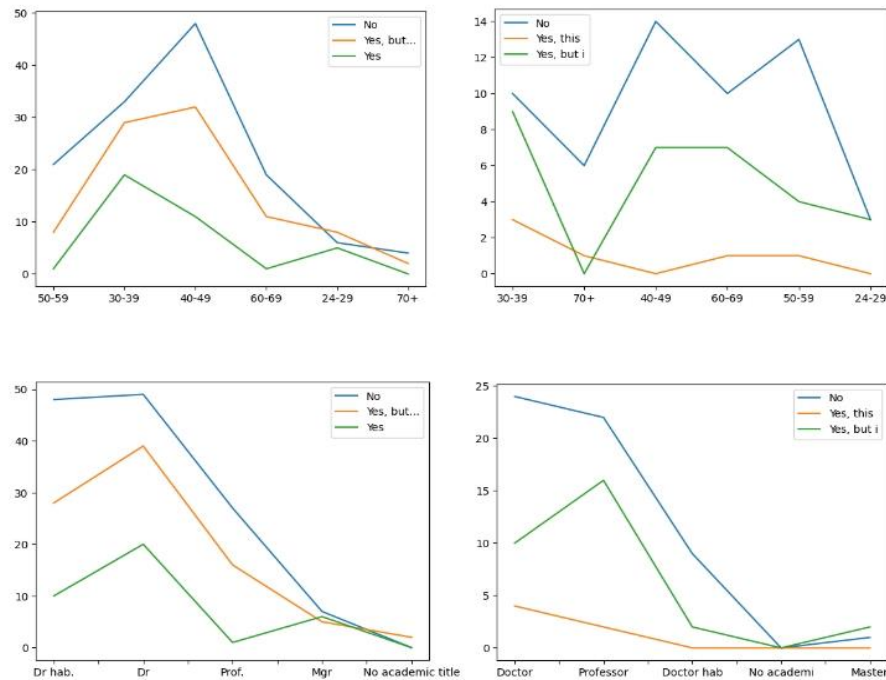 50
40
30
20
10
0
No
Yes, but...
Yes
50-59 30-39 40-49 60-69 24-29 70+
14
12
10
8
6
4
2
0
No
Yes, this
Yes, but i
30-39 70+ 40-49 60-69 50-59 24-29
50
40
30
20
10
0
No
Yes, but...
Yes
Dr hab. Dr Prof. Mgr No academic title
25
20
15
10
5
0
No
Yes, this
Yes, but i
Doctor Professor Doctor hab No academi Master